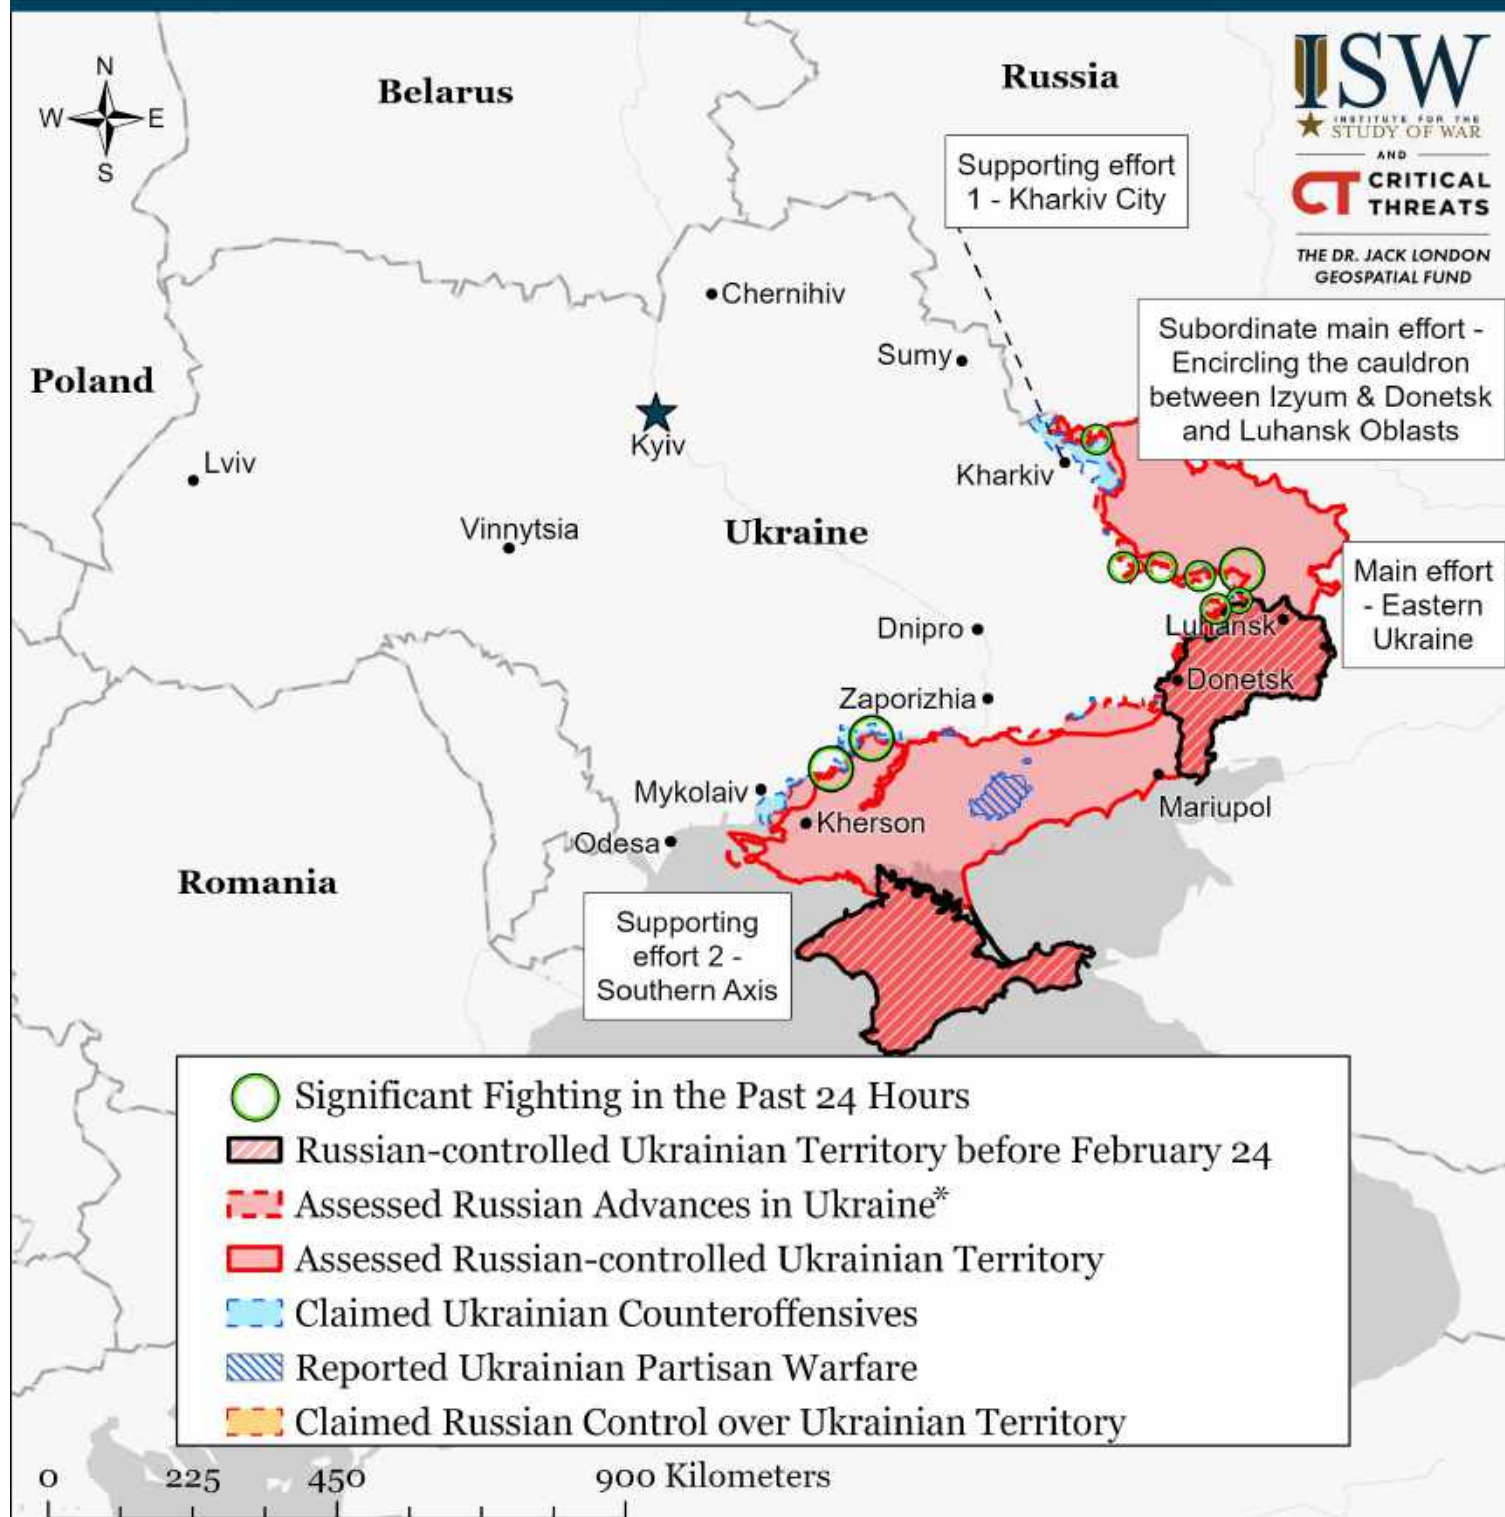 N
W
E
S
Belarus
Russia
ISW
INSTITUTE FOR THE
STUDY OF WAR
AND
CT CRITICAL
THREATS
THE DR. JACK LONDON
GEOSPATIAL FUND
Supporting effort
1 - Kharkiv City
Chernihiv
Subordinate main effort -
Encircling the cauldron
between Izyum & Donetsk
and Luhansk Oblasts
Sumy
Poland
Kyiv
Lviv
Kharkiv
Vinnytsia
Ukraine
Main effort
- Eastern
Ukraine
Dnipro
Luhansk
Donetsk
Zaporizhia
Mykolaiv
Mariupol
Kherson
Odesa
Romania
Supporting
effort 2 -
Southern Axis
Significant Fighting in the Past 24 Hours
Russian-controlled Ukrainian Territory before February 24
Assessed Russian Advances in Ukraine*
Assessed Russian-controlled Ukrainian Territory
Claimed Ukrainian Counteroffensives
Reported Ukrainian Partisan Warfare
Claimed Russian Control over Ukrainian Territory
0 225 450 900 Kilometers